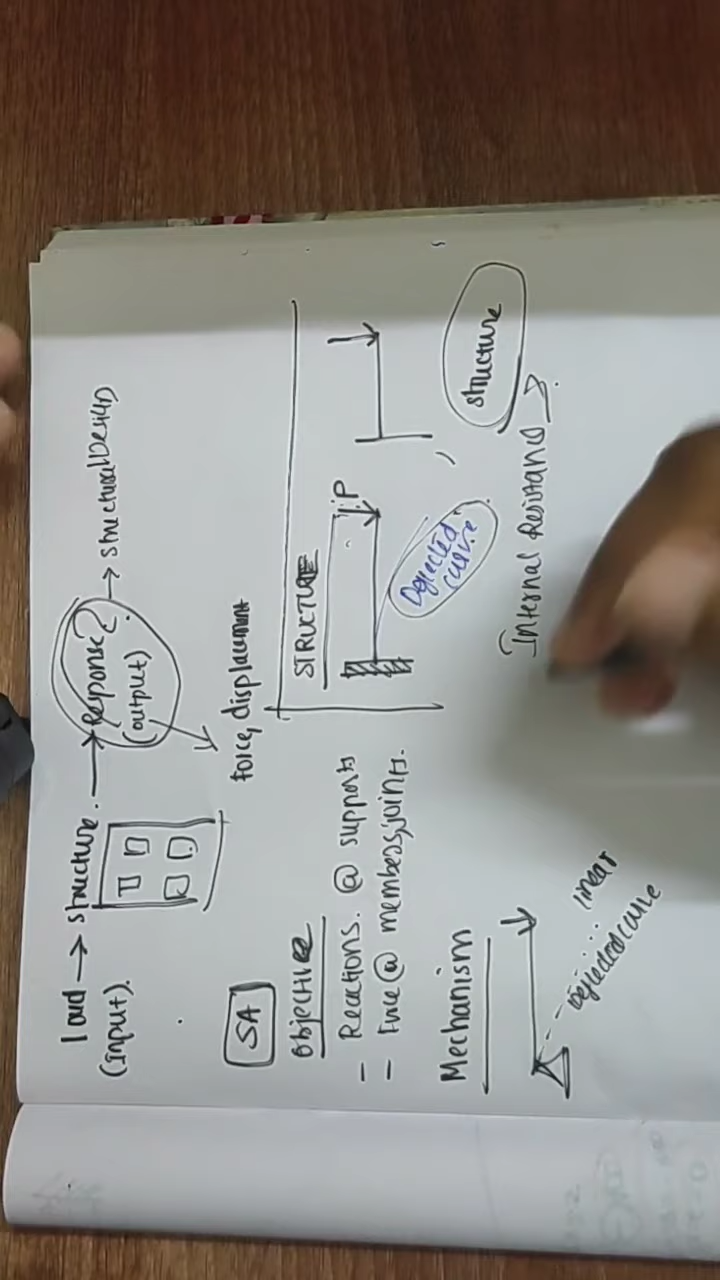 load → structure. → Response?. → structural Design
(input).
(output)
force, displacement
SA
Objective
- Reactions. @ supports
- Force @ members, joints.
Mechanism
linear
deflected curve
STRUCTURE
P
Deflected
curve
,
structure
Internal Resistance